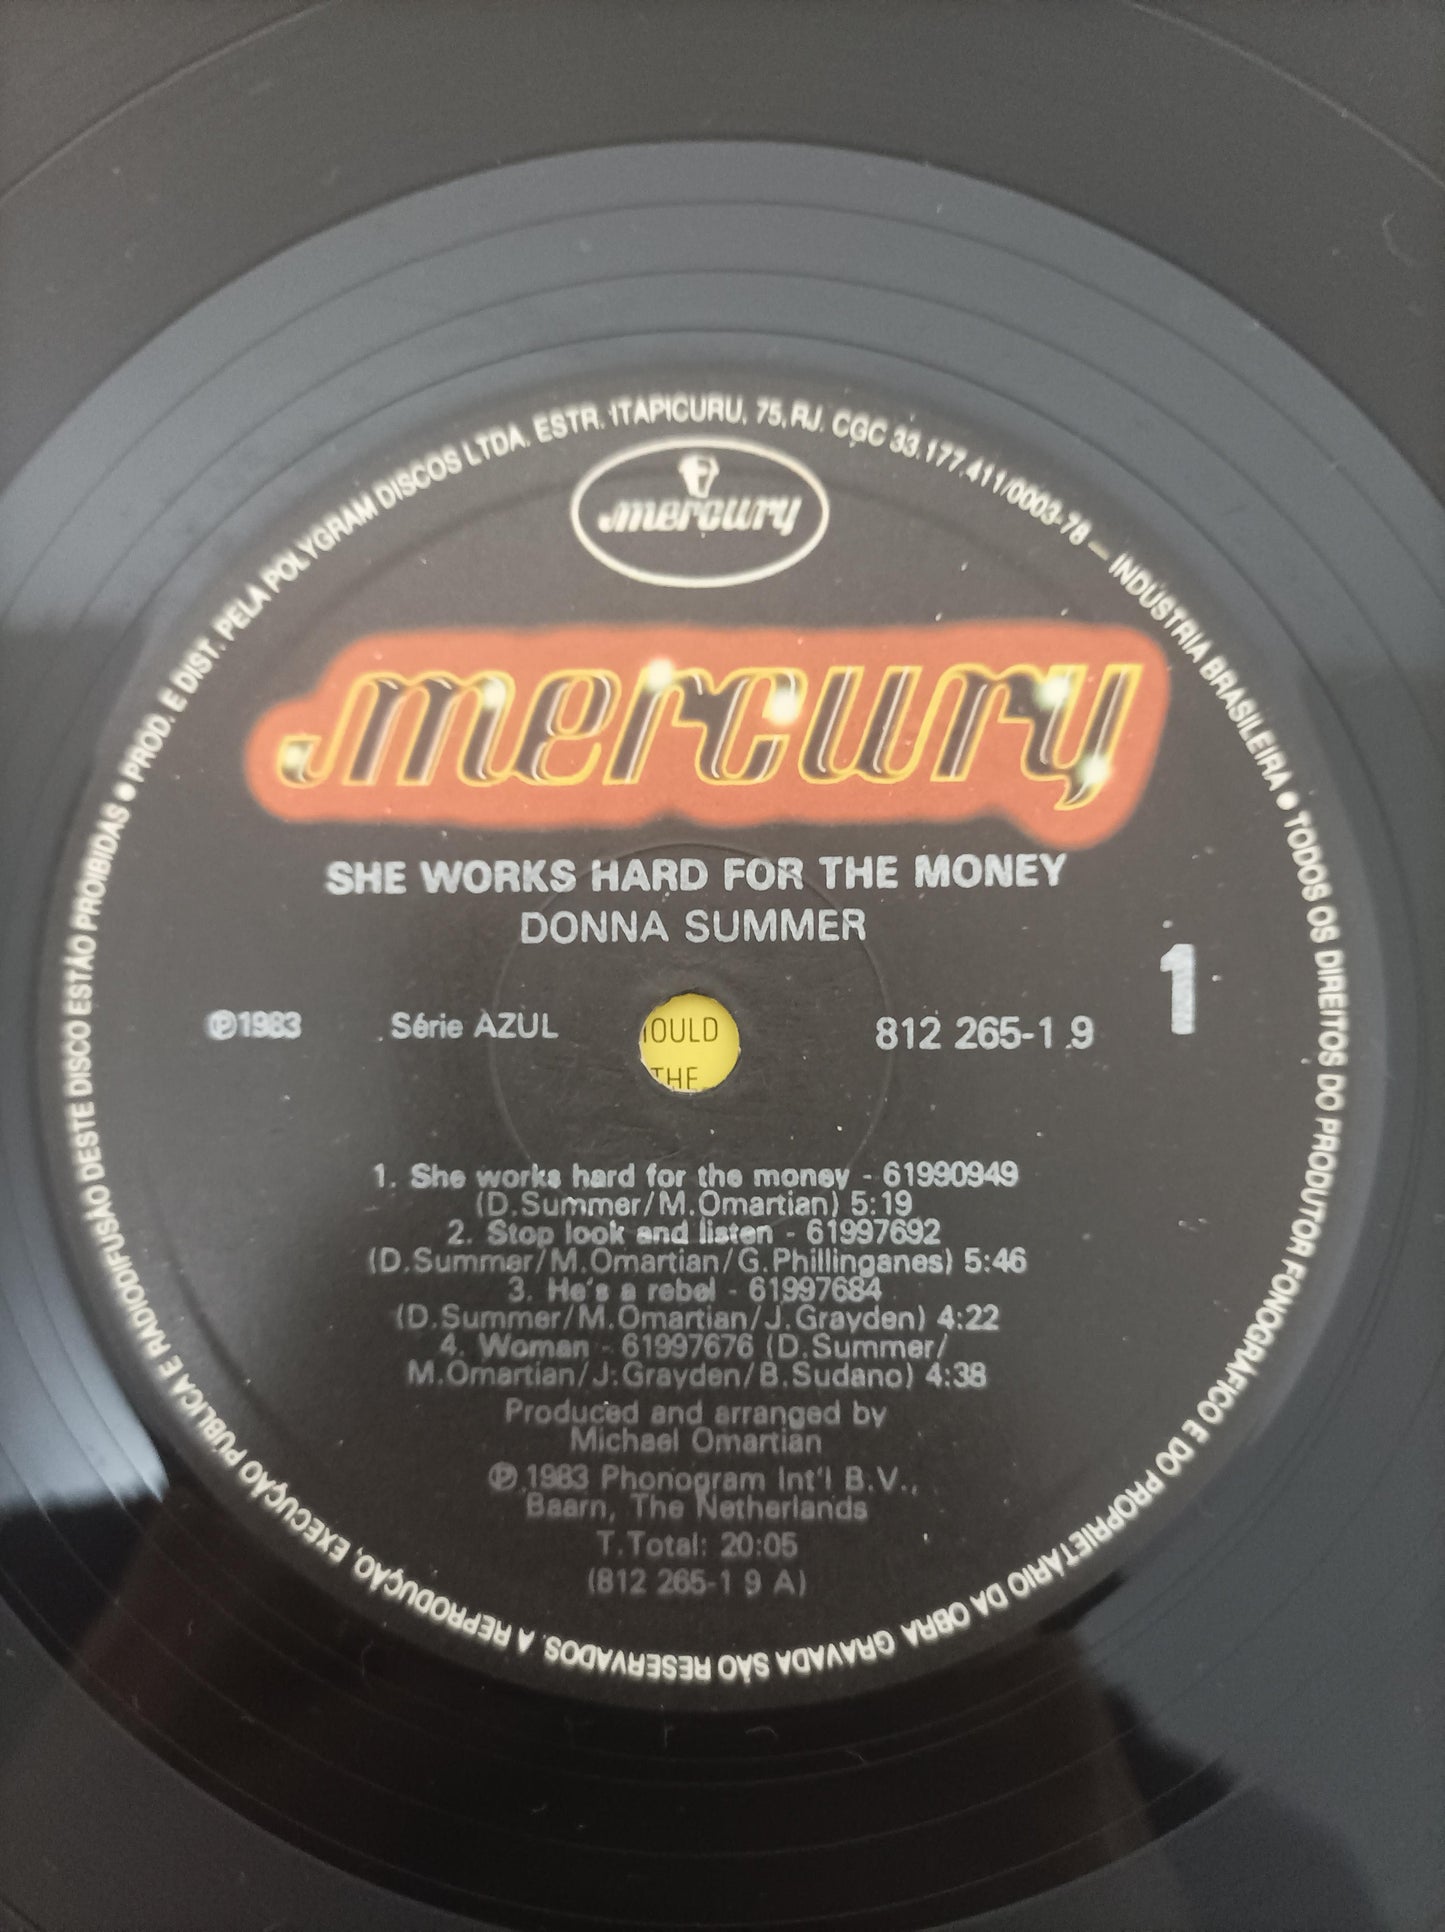 ● PROD. E DIST. PELA POLYGRAM DISCOS LTDA. ESTR. ITAPICURU, 75, RJ. CGC 33.177.411/0003-78 — INDÚSTRIA BRASILEIRA ● TODOS OS DIREITOS DO PRODUTOR FONOGRÁFICO E DO PROPRIETÁRIO DA OBRA GRAVADA SÃO RESERVADOS. A REPRODUÇÃO, EXECUÇÃO PÚBLICA E RADIODIFUSÃO DESTE DISCO ESTÃO PROIBIDAS
mercury
mercury
SHE WORKS HARD FOR THE MONEY
DONNA SUMMER
1
℗1983 Série AZUL 812 265-1 9
OULD
THE
1. She works hard for the money - 61990949
(D.Summer/M.Omartian) 5:19
2. Stop look and listen - 61997692
(D.Summer/M.Omartian/G.Phillinganes) 5:46
3. He's a rebel - 61997684
(D.Summer/M.Omartian/J.Grayden) 4:22
4. Woman - 61997676 (D.Summer/
M.Omartian/J.Grayden/B.Sudano) 4:38
Produced and arranged by
Michael Omartian
℗ 1983 Phonogram Int'l B.V.,
Baarn, The Netherlands
T.Total: 20:05
(812 265-1 9 A)